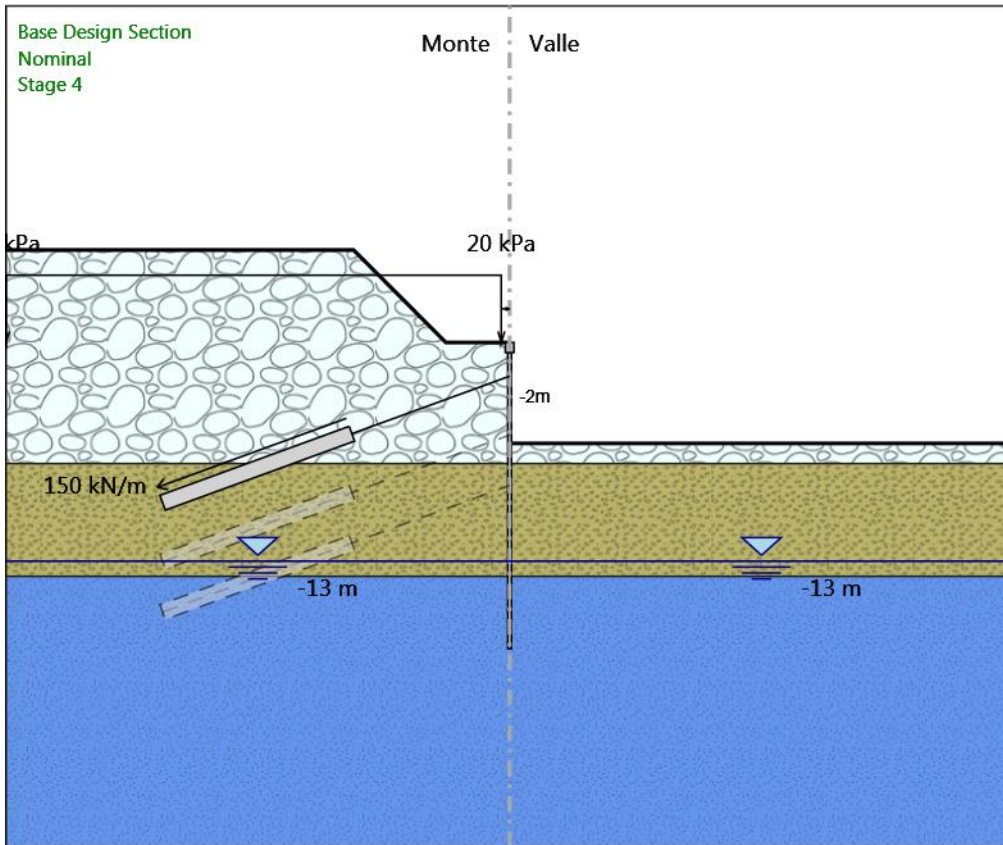 Base Design Section
Nominal
Stage 4
Monte
Valle
kPa
20 kPa
-2m
150 kN/m
-13 m
-13 m